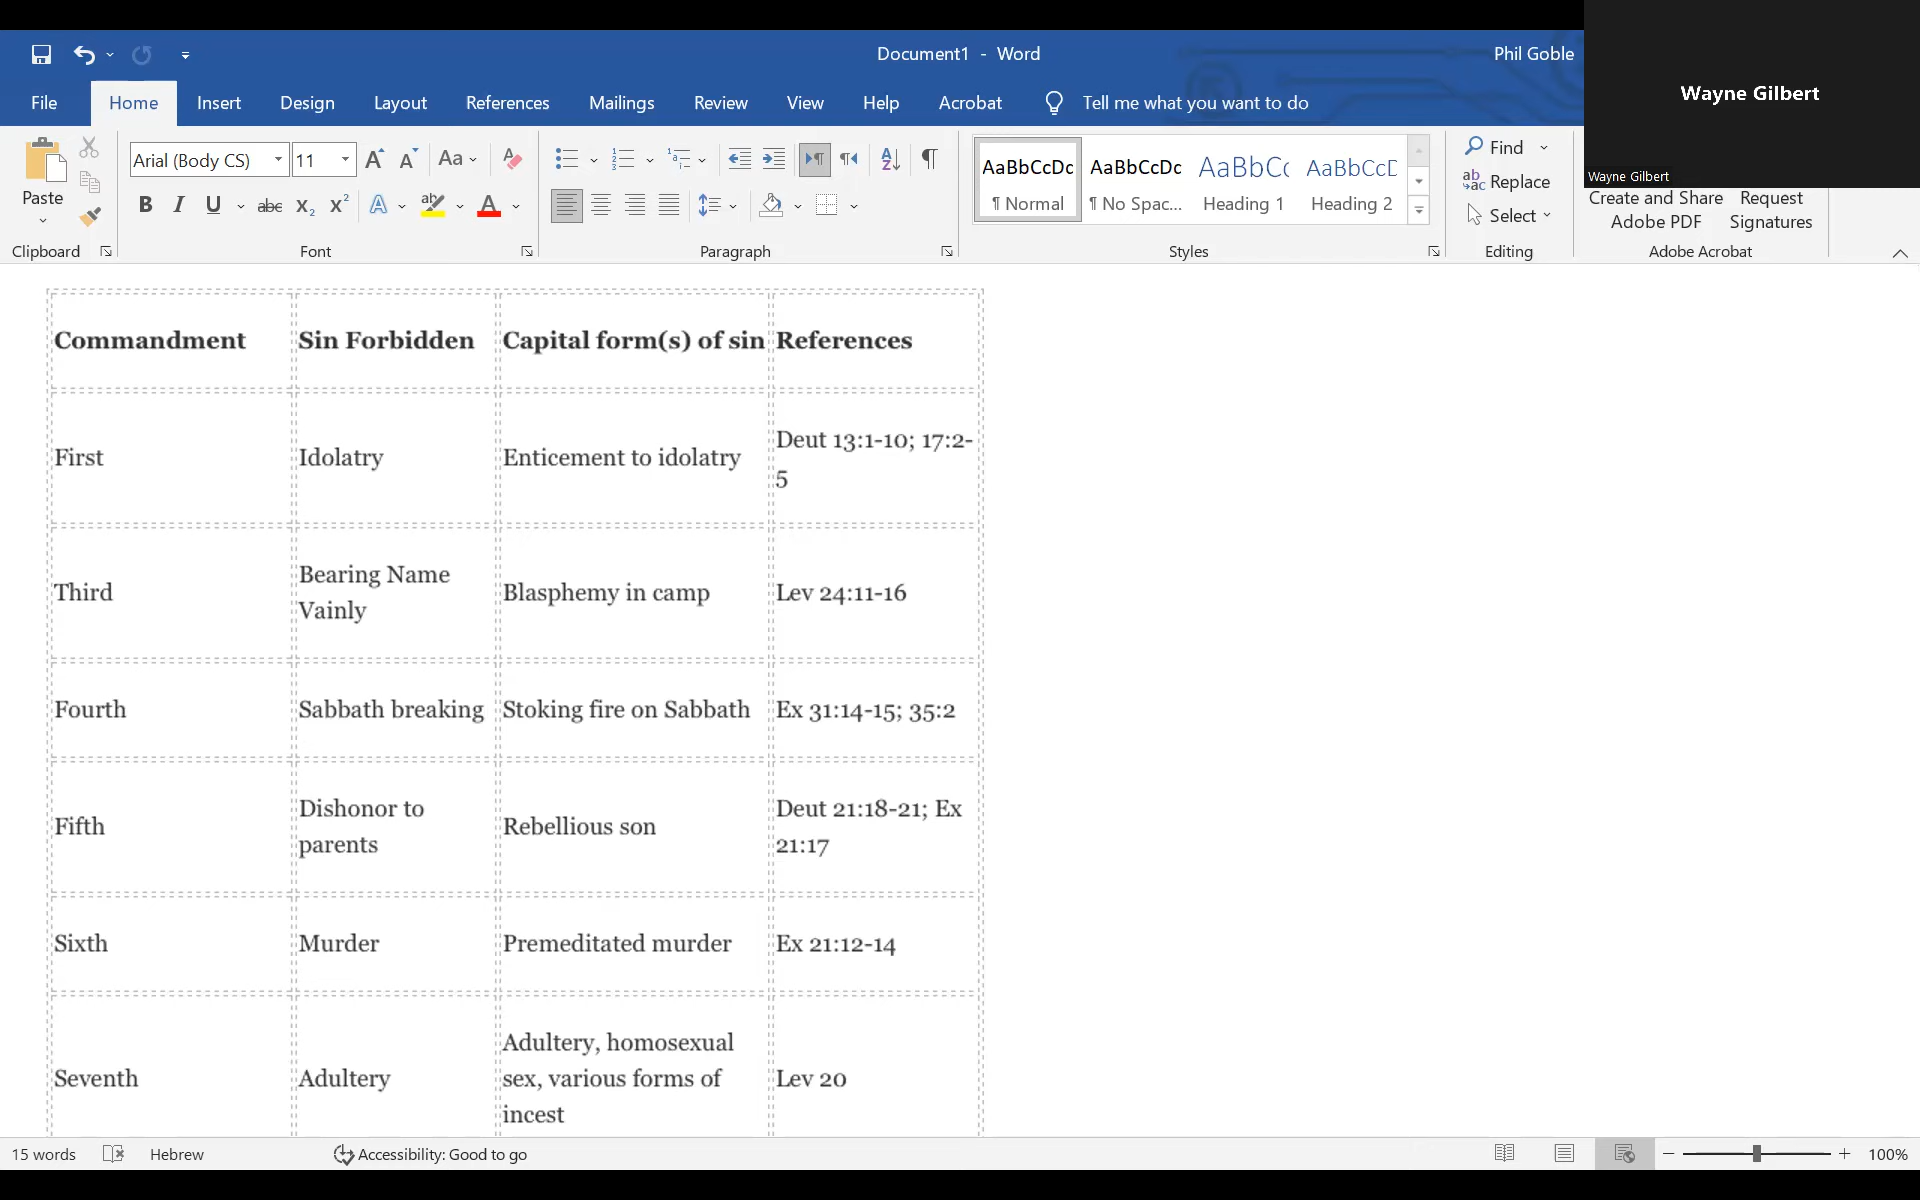 Document1 - Word
Phil Goble
Wayne Gilbert
Wayne Gilbert
File Home Insert Design Layout References Mailings Review View Help Acrobat Tell me what you want to do
Paste
Clipboard
Arial (Body CS) 11
Font
Paragraph
AaBbCcDc AaBbCcDc AaBbCc AaBbCcD
¶ Normal ¶ No Spac... Heading 1 Heading 2
Styles
Find
Replace
Select
Editing
Create and Share Adobe PDF
Request Signatures
Adobe Acrobat
Commandment Sin Forbidden Capital form(s) of sin References
First Idolatry Enticement to idolatry Deut 13:1-10; 17:2-
5
Third Bearing Name Blasphemy in camp Lev 24:11-16
Vainly
Fourth Sabbath breaking Stoking fire on Sabbath Ex 31:14-15; 35:2
Fifth Dishonor to Rebellious son Deut 21:18-21; Ex
parents 21:17
Sixth Murder Premeditated murder Ex 21:12-14
Seventh Adultery Adultery, homosexual Lev 20
sex, various forms of
incest
15 words Hebrew Accessibility: Good to go 100%